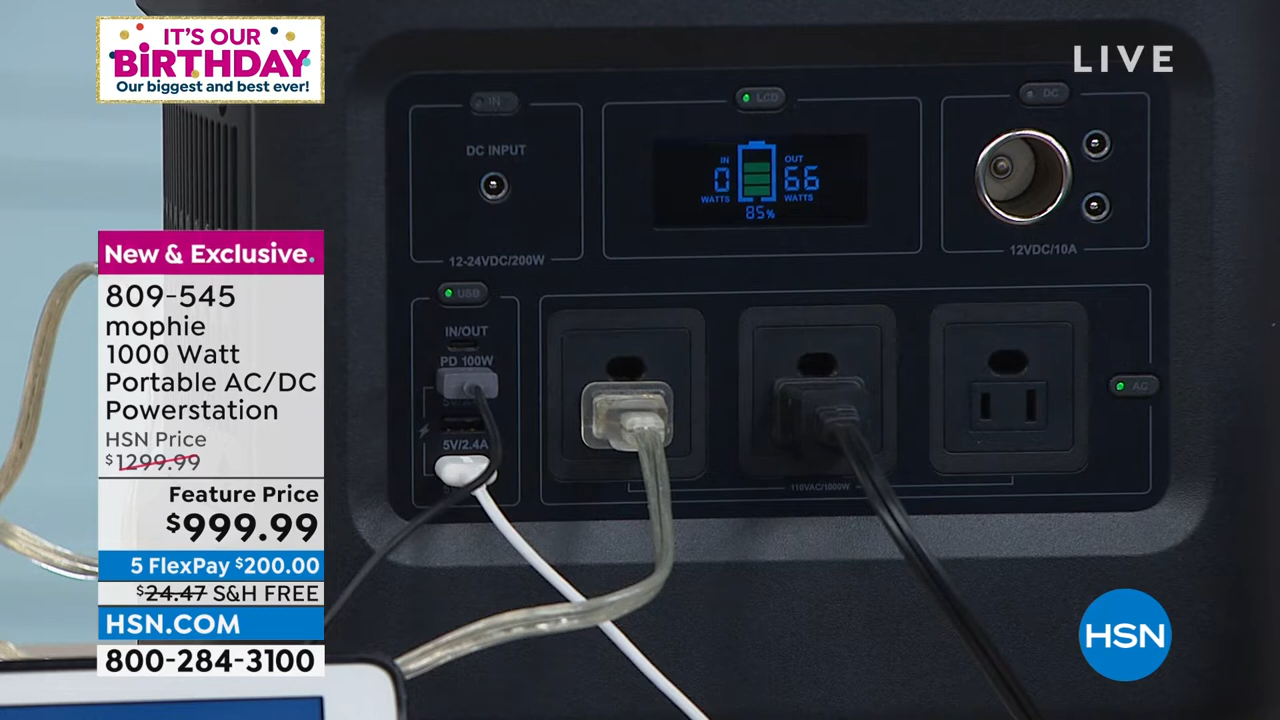 IT'S OUR
BiRTHDAY
Our biggest and best ever!
LIVE
New & Exclusive.
809-545
mophie
1000 Watt
Portable AC/DC
Powerstation
HSN Price
$1299.99
Feature Price
$999.99
5 FlexPay $200.00
$24.47 S&H FREE
HSN.COM
800-284-3100
IN
DC INPUT
12-24VDC/200W
LCD
IN
0
WATTS
OUT
66
WATTS
85%
DC
12VDC/10A
USB
IN/OUT
PD 100W
5V/2.4A
110VAC/1000W
AC
HSN